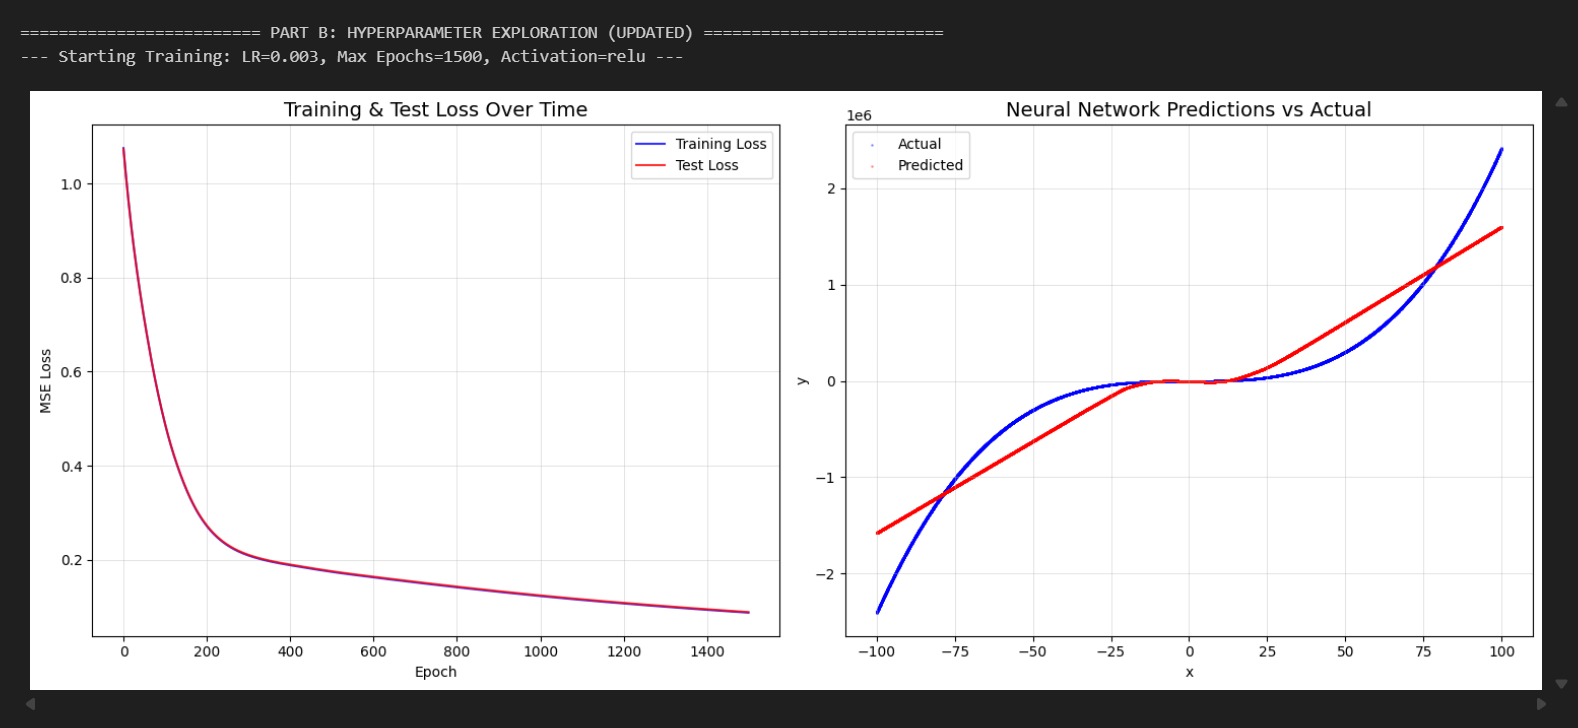 ========================= PART B: HYPERPARAMETER EXPLORATION (UPDATED) =========================
--- Starting Training: LR=0.003, Max Epochs=1500, Activation=relu ---
Training & Test Loss Over Time
Training Loss
Test Loss
1.0
0.8
0.6
0.4
0.2
MSE Loss
0 200 400 600 800 1000 1200 1400
Epoch
Neural Network Predictions vs Actual
1e6
Actual
Predicted
2
1
0
−1
−2
y
−100 −75 −50 −25 0 25 50 75 100
x